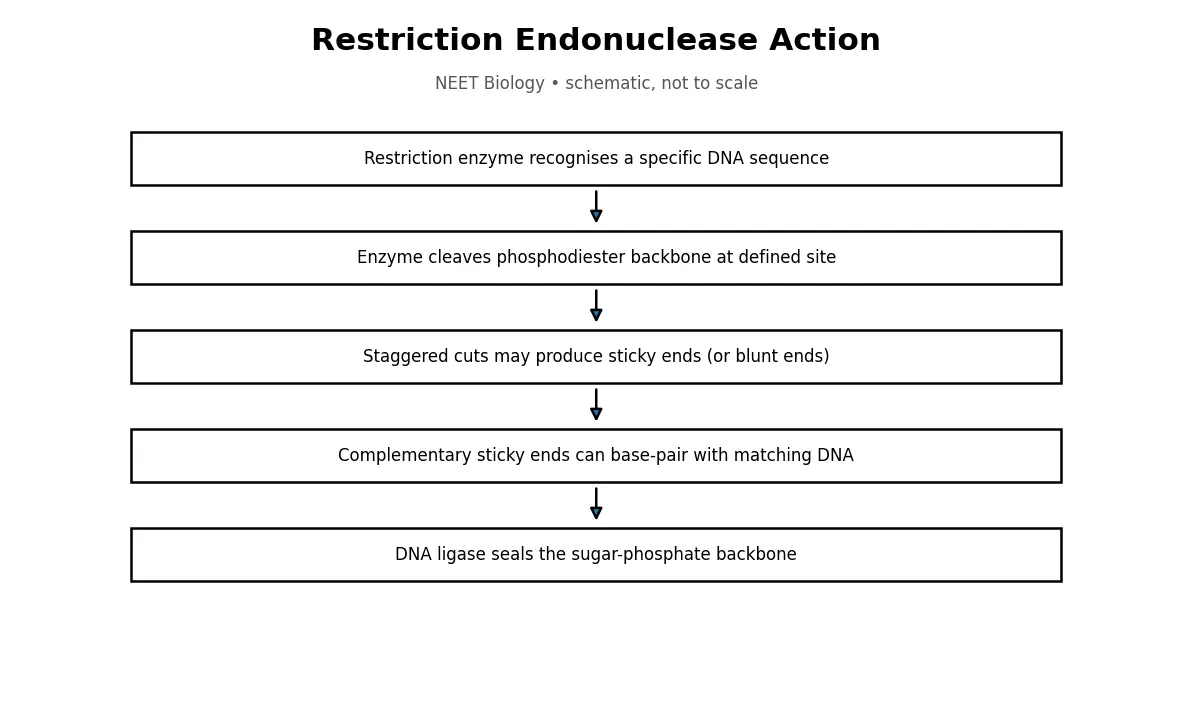 Restriction Endonuclease Action
NEET Biology • schematic, not to scale
Restriction enzyme recognises a specific DNA sequence
Enzyme cleaves phosphodiester backbone at defined site
Staggered cuts may produce sticky ends (or blunt ends)
Complementary sticky ends can base-pair with matching DNA
DNA ligase seals the sugar-phosphate backbone